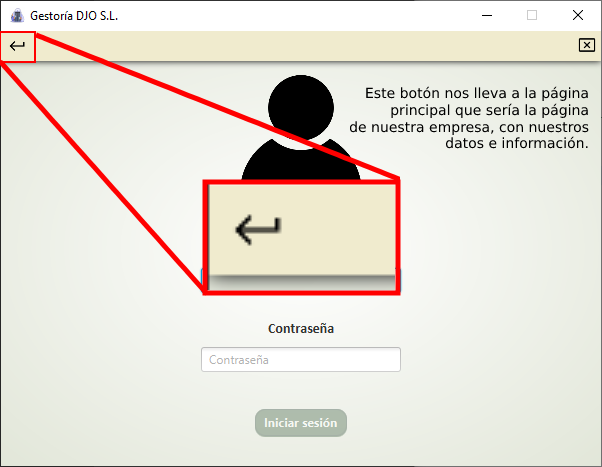 Gestoría DJO S.L.
Este botón nos lleva a la página
principal que sería la página
de nuestra empresa, con nuestros
datos e información.
Contraseña
Contraseña
Iniciar sesión